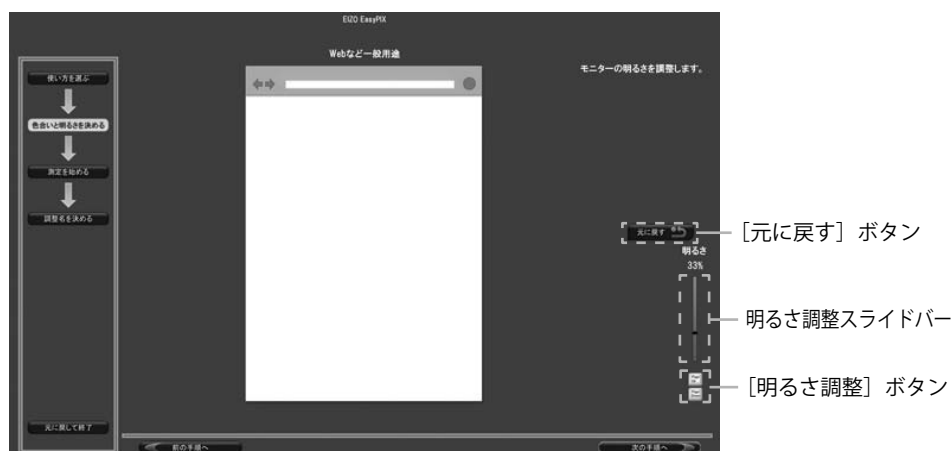 EIZO EasyPIX
Webなど一般用途
モニターの明るさを調整します。
使い方を選ぶ
色合いと明るさを決める
測定を始める
調整名を決める
元に戻す
［元に戻す］ボタン
明るさ
33%
明るさ調整スライドバー
［明るさ調整］ボタン
元に戻して終了
前の手順へ
次の手順へ